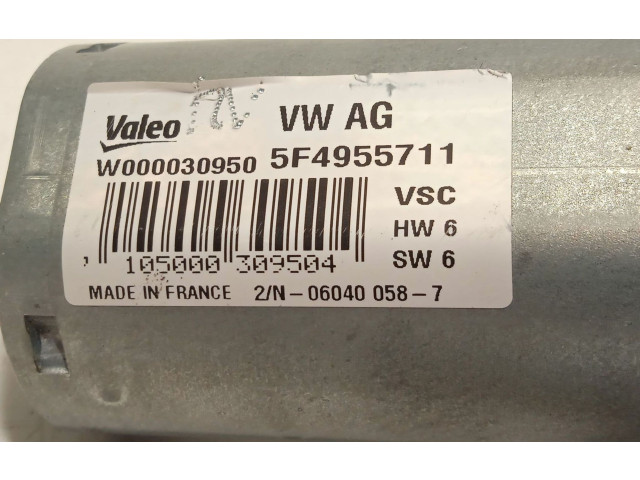 Valeo VW AG
W000030950 5F4955711
VSC
HW 6
SW 6
105000 309504
MADE IN FRANCE 2/N-06040 058-7